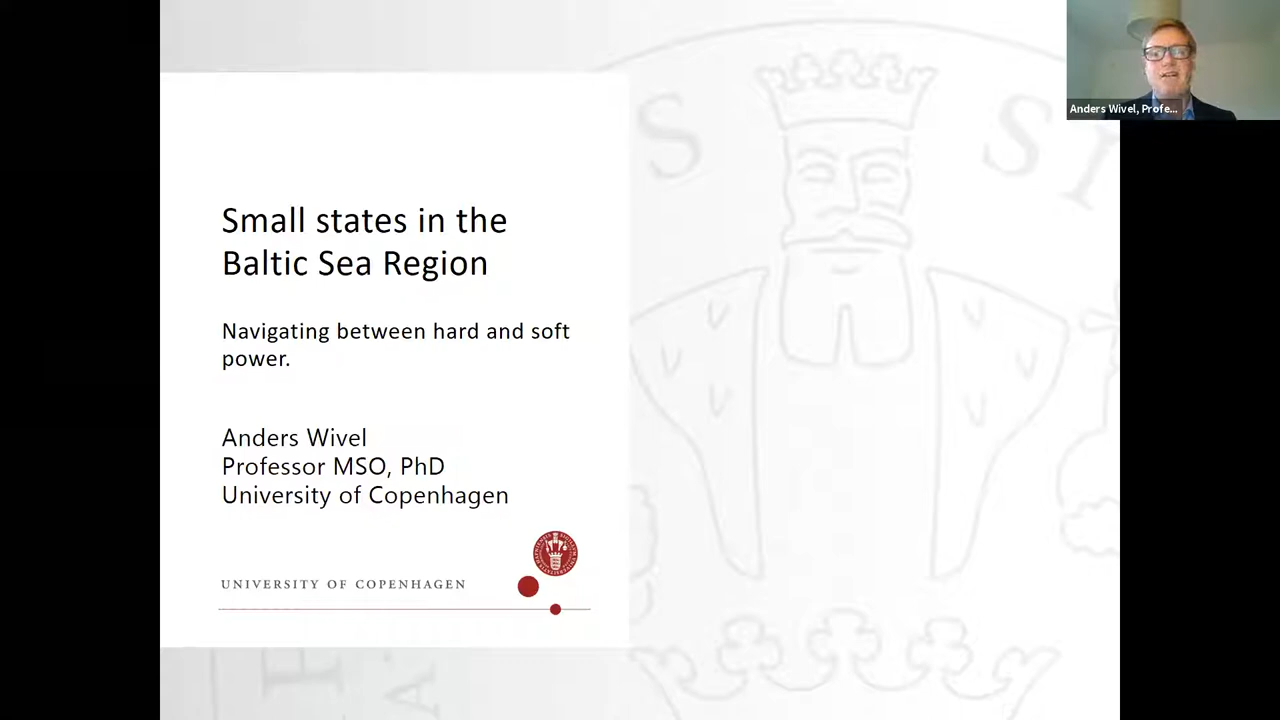 Anders Wivel, Profe...
Small states in the
Baltic Sea Region
Navigating between hard and soft
power.
Anders Wivel
Professor MSO, PhD
University of Copenhagen
UNIVERSITY OF COPENHAGEN